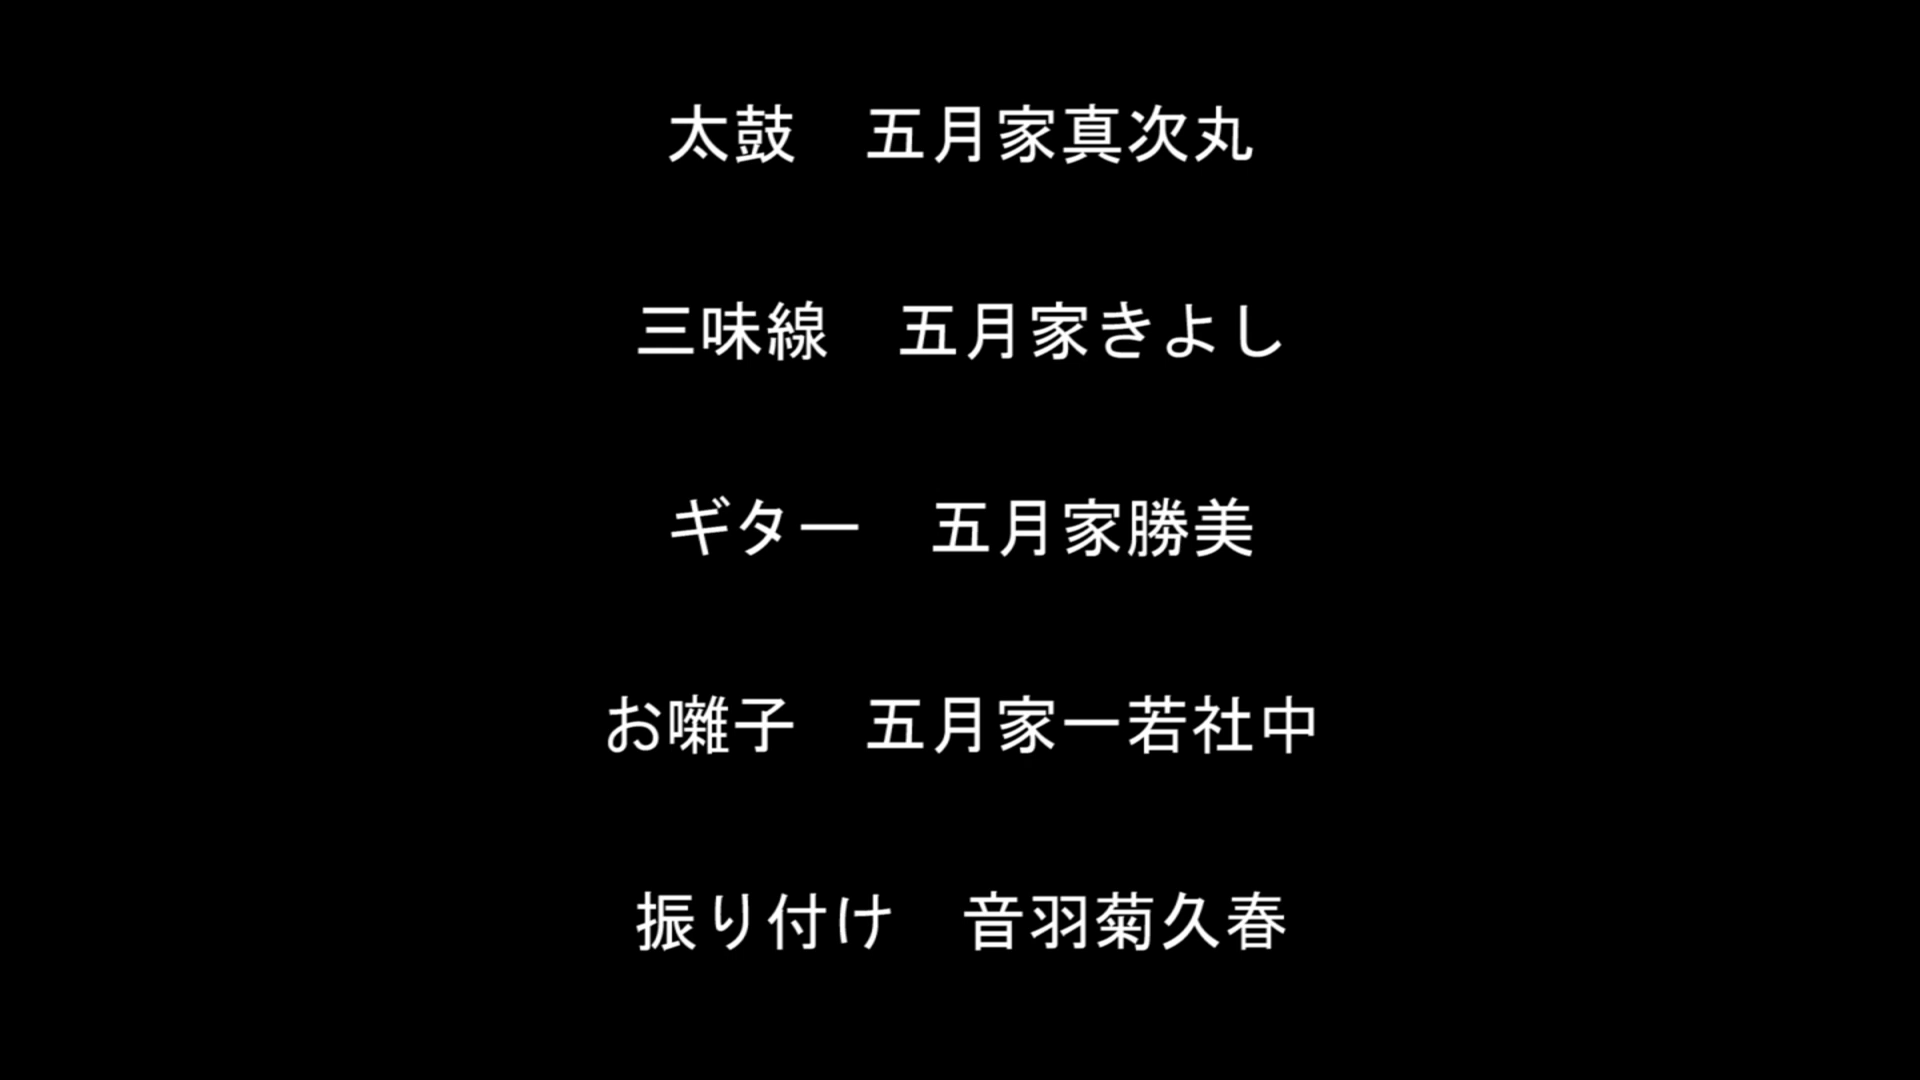 太鼓　五月家真次丸
三味線　五月家きよし
ギター　五月家勝美
お囃子　五月家一若社中
振り付け　音羽菊久春